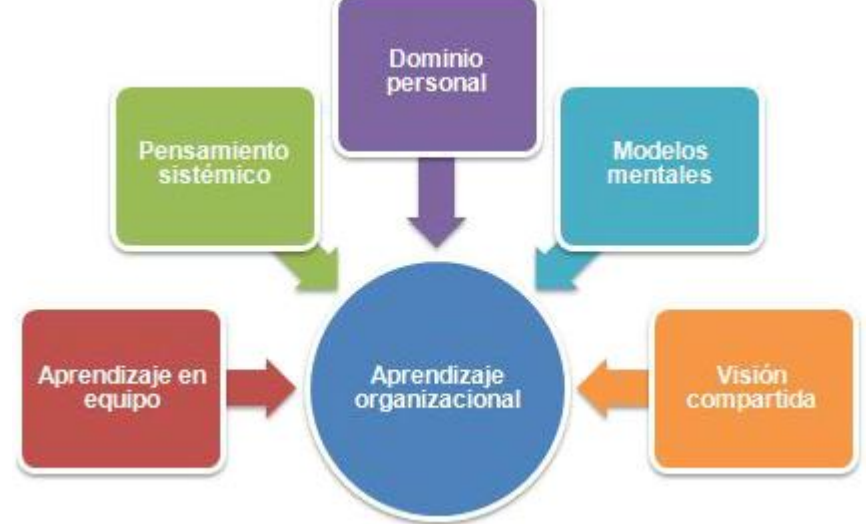 Dominio
personal
Pensamiento
sistémico
Modelos
mentales
Aprendizaje en
equipo
Aprendizaje
organizacional
Visión
compartida